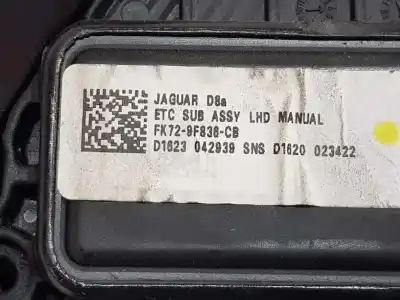 JAGUAR D8a
ETC SUB ASSY LHD MANUAL
FK72-9F836-CB
D1623 042939 SNS D1620 023422